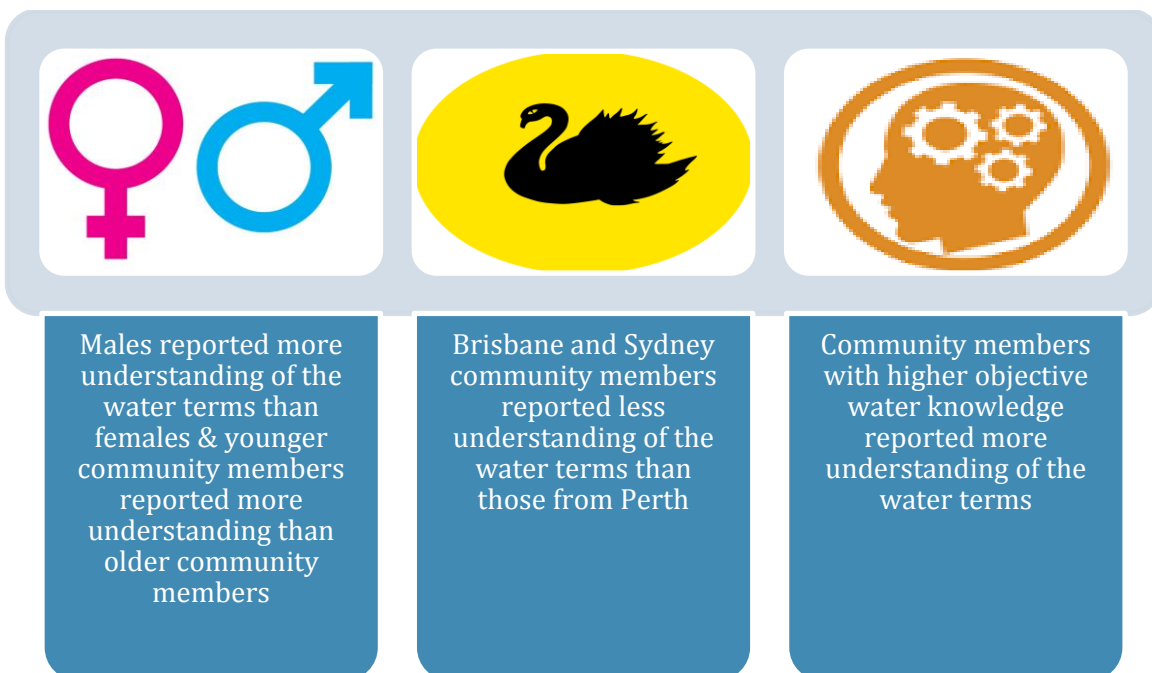 Males reported more
understanding of the
water terms than
females & younger
community members
reported more
understanding than
older community
members
Brisbane and Sydney
community members
reported less
understanding of the
water terms than
those from Perth
Community members
with higher objective
water knowledge
reported more
understanding of the
water terms